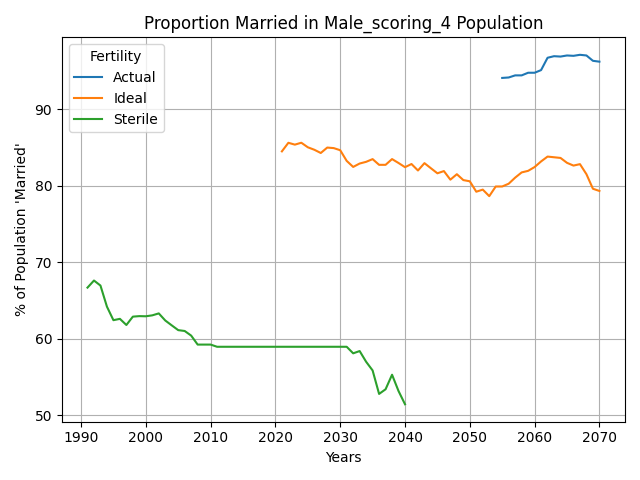 Proportion Married in Male_scoring_4 Population
Fertility
Actual
Ideal
Sterile
% of Population 'Married'
90
80
70
60
50
1990 2000 2010 2020 2030 2040 2050 2060 2070
Years